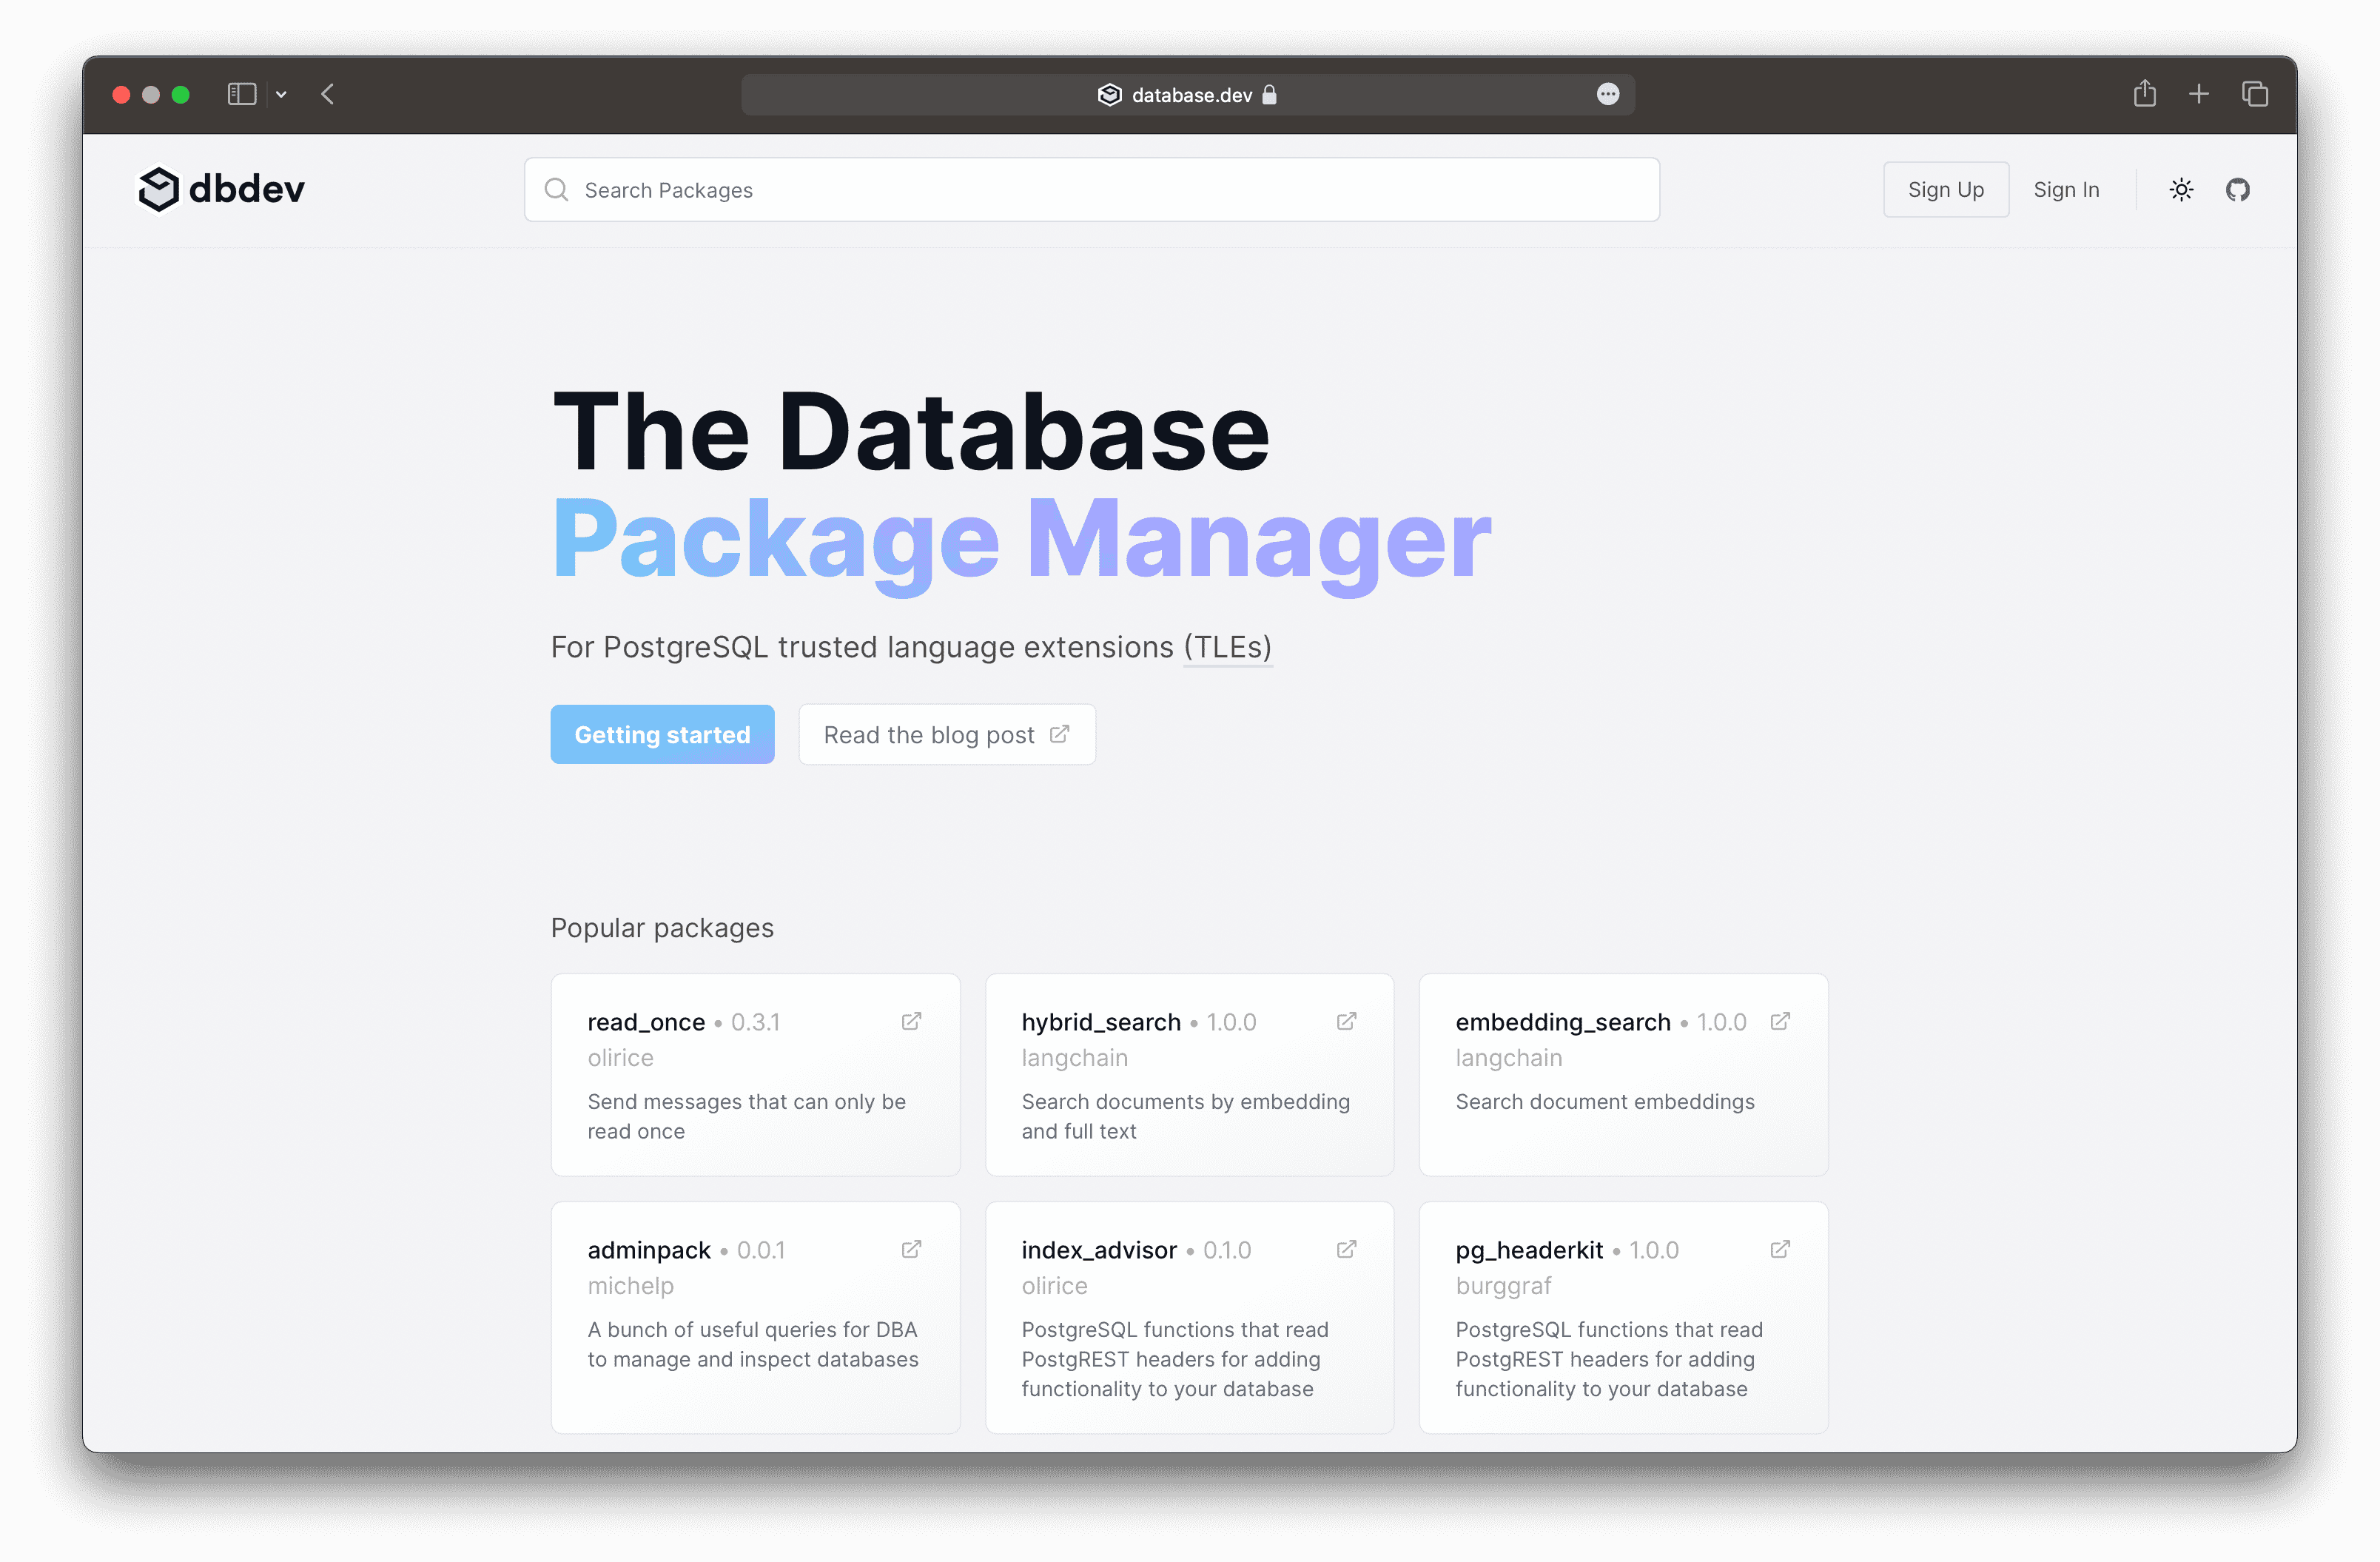 database.dev
dbdev
Search Packages
Sign Up
Sign In
The Database
Package Manager
For PostgreSQL trusted language extensions (TLEs)
Getting started
Read the blog post
Popular packages
read_once • 0.3.1
olirice
Send messages that can only be
read once
hybrid_search • 1.0.0
langchain
Search documents by embedding
and full text
embedding_search • 1.0.0
langchain
Search document embeddings
adminpack • 0.0.1
michelp
A bunch of useful queries for DBA
to manage and inspect databases
index_advisor • 0.1.0
olirice
PostgreSQL functions that read
PostgREST headers for adding
functionality to your database
pg_headerkit • 1.0.0
burggraf
PostgreSQL functions that read
PostgREST headers for adding
functionality to your database